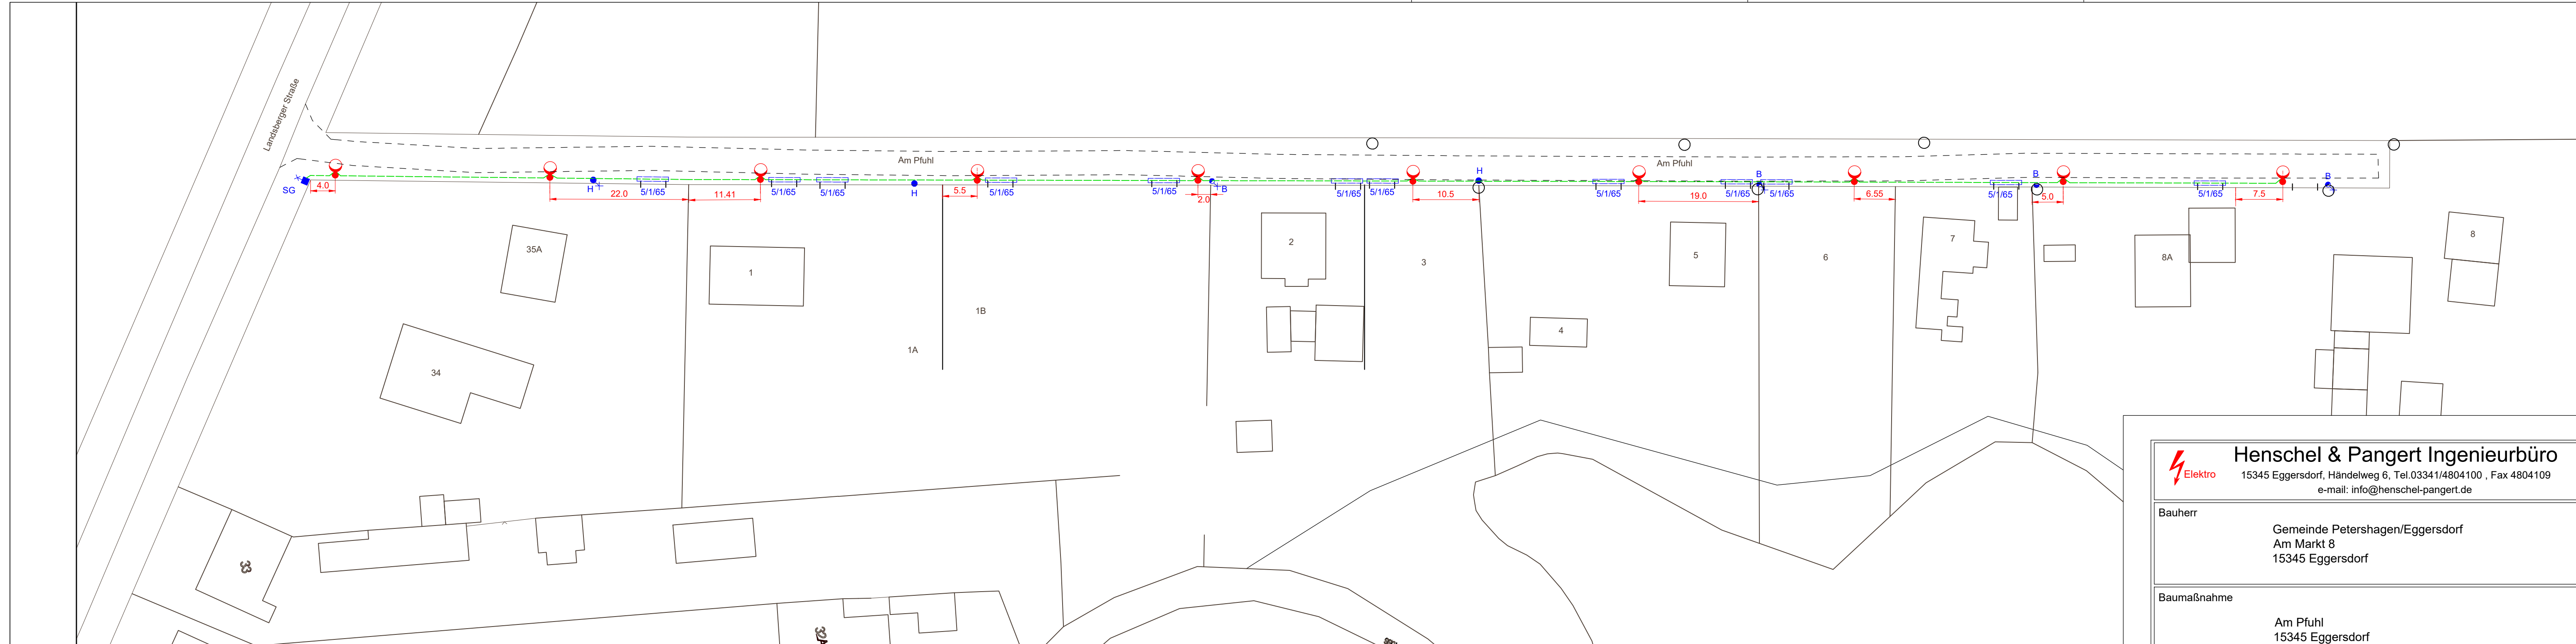 Landsberger Straße
Am Pfuhl
Am Pfuhl
SG
4.0
H
22.0
5/1/65
11.41
5/1/65
5/1/65
H
5.5
5/1/65
5/1/65
2.0
B
5/1/65
5/1/65
10.5
H
5/1/65
19.0
5/1/65
B
5/1/65
6.55
5/1/65
B
5.0
5/1/65
7.5
B
35A
1
1B
1A
2
3
4
5
6
7
8A
8
34
33
32A
Elektro
Henschel & Pangert Ingenieurbüro
15345 Eggersdorf, Händelweg 6, Tel.03341/4804100 , Fax 4804109
e-mail: info@henschel-pangert.de
Bauherr
Gemeinde Petershagen/Eggersdorf
Am Markt 8
15345 Eggersdorf
Baumaßnahme
Am Pfuhl
15345 Eggersdorf